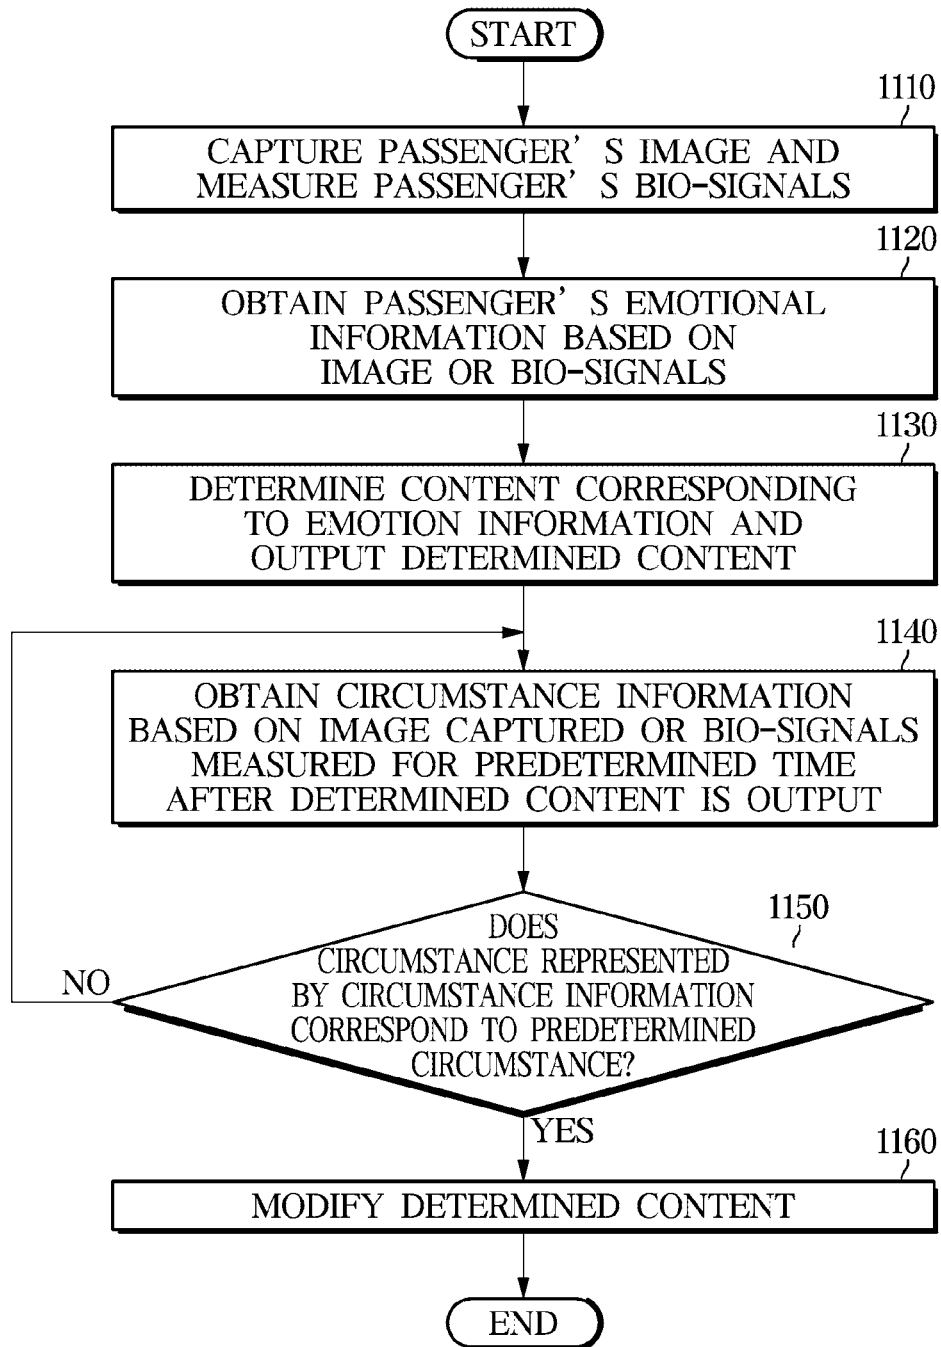 START
1110
CAPTURE PASSENGER' S IMAGE AND
MEASURE PASSENGER' S BIO-SIGNALS
1120
OBTAIN PASSENGER' S EMOTIONAL
INFORMATION BASED ON
IMAGE OR BIO-SIGNALS
1130
DETERMINE CONTENT CORRESPONDING
TO EMOTION INFORMATION AND
OUTPUT DETERMINED CONTENT
1140
OBTAIN CIRCUMSTANCE INFORMATION
BASED ON IMAGE CAPTURED OR BIO-SIGNALS
MEASURED FOR PREDETERMINED TIME
AFTER DETERMINED CONTENT IS OUTPUT
1150
DOES
CIRCUMSTANCE REPRESENTED
BY CIRCUMSTANCE INFORMATION
CORRESPOND TO PREDETERMINED
CIRCUMSTANCE?
NO
YES
1160
MODIFY DETERMINED CONTENT
END